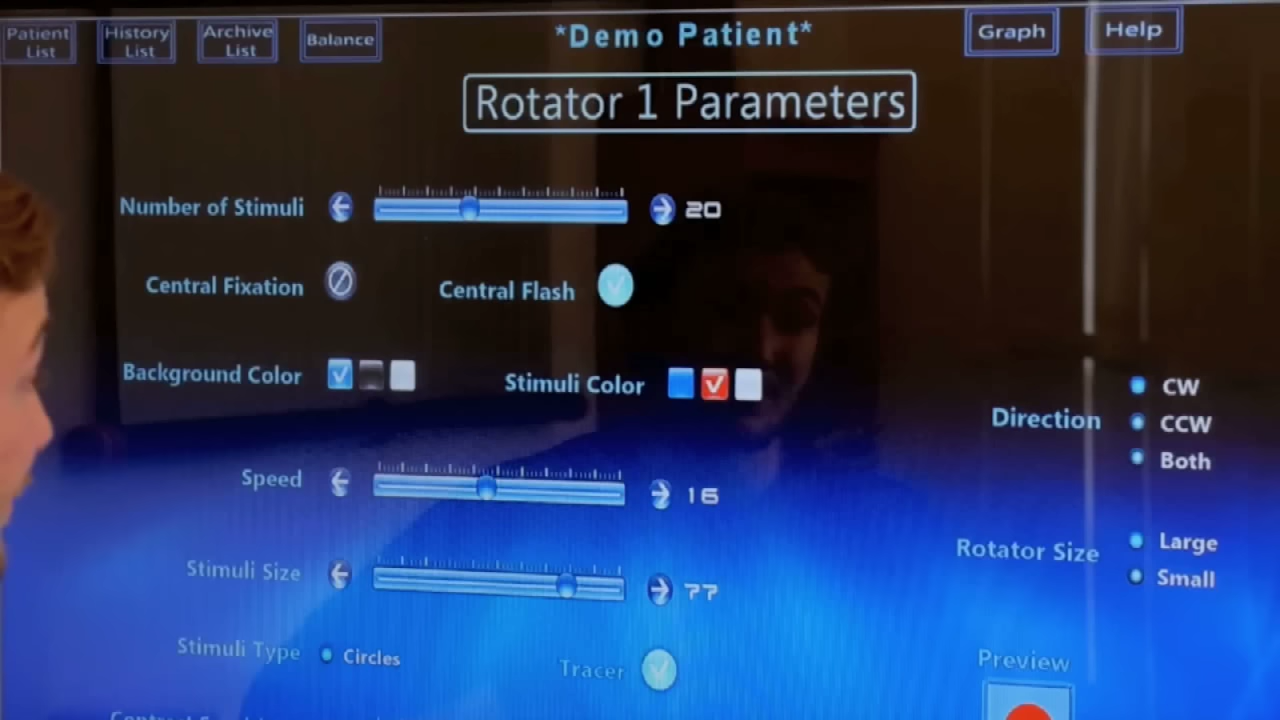 Patient List
History List
Archive List
Balance
*Demo Patient*
Graph
Help
Rotator 1 Parameters
Number of Stimuli
20
Central Fixation
Central Flash
Background Color
Stimuli Color
Direction
CW
CCW
Both
Speed
16
Rotator Size
Large
Small
Stimuli Size
77
Stimuli Type
Circles
Tracer
Preview